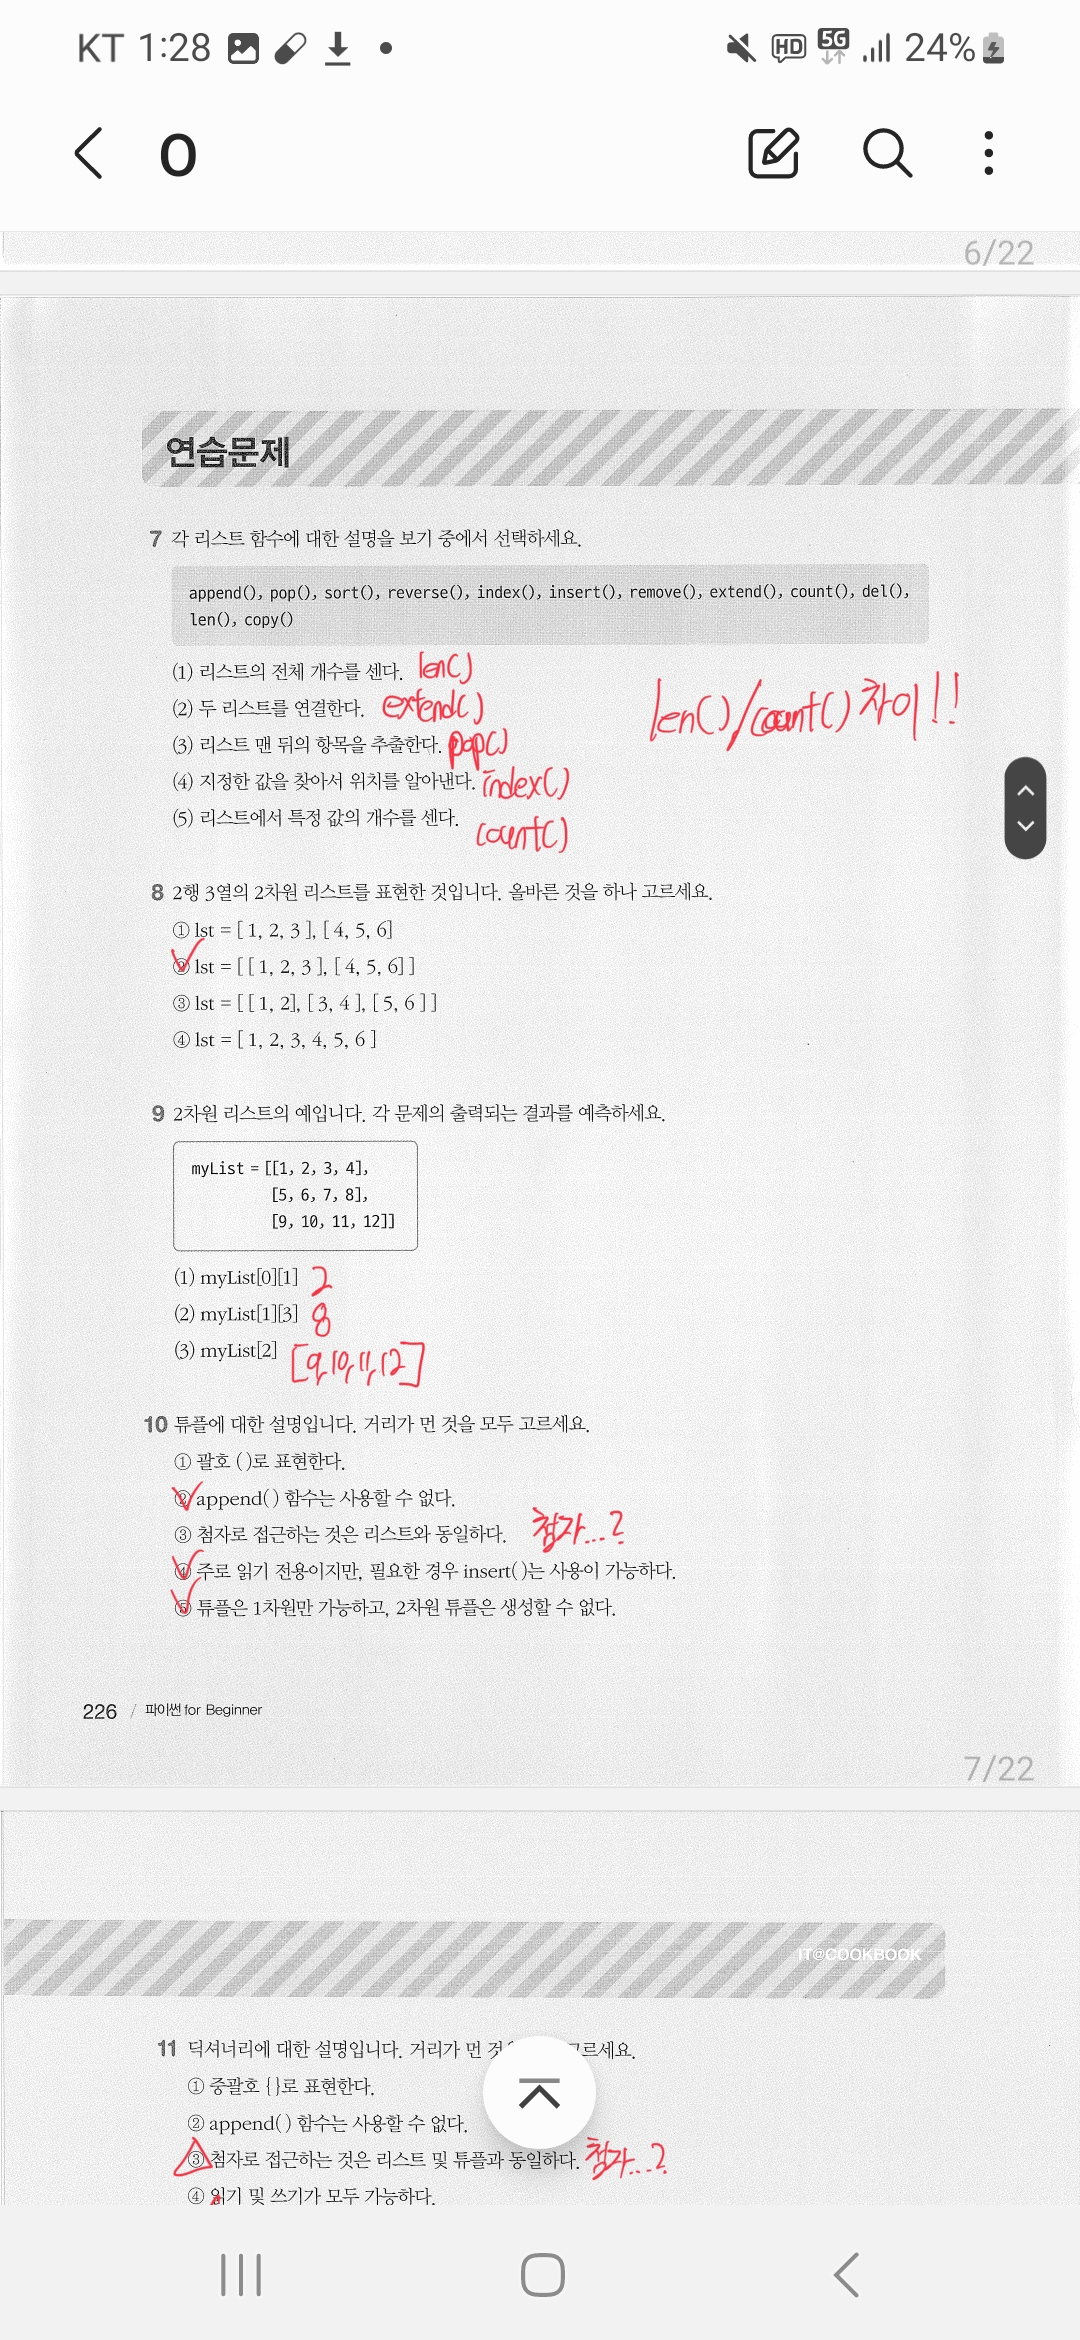 KT 1:28
HD 5G 24%
O
6/22
연습문제
7 각 리스트 함수에 대한 설명을 보기 중에서 선택하세요.
append(), pop(), sort(), reverse(), index(), insert(), remove(), extend(), count(), del(),
len(), copy()
(1) 리스트의 전체 개수를 센다. len()
(2) 두 리스트를 연결한다. extend()
len()/count() 차이!!
(3) 리스트 맨 뒤의 항목을 추출한다. pop()
(4) 지정한 값을 찾아서 위치를 알아낸다. index()
(5) 리스트에서 특정 값의 개수를 센다. count()
8 2행 3열의 2차원 리스트를 표현한 것입니다. 올바른 것을 하나 고르세요.
① lst = [ 1, 2, 3 ], [ 4, 5, 6]
② lst = [ [ 1, 2, 3 ], [ 4, 5, 6] ]
③ lst = [ [ 1, 2], [ 3, 4 ], [ 5, 6 ] ]
④ lst = [ 1, 2, 3, 4, 5, 6 ]
9 2차원 리스트의 예입니다. 각 문제의 출력되는 결과를 예측하세요.
myList = [[1, 2, 3, 4],
[5, 6, 7, 8],
[9, 10, 11, 12]]
(1) myList[0][1] 2
(2) myList[1][3] 8
(3) myList[2] [9,10,11,12]
10 튜플에 대한 설명입니다. 거리가 먼 것을 모두 고르세요.
① 괄호 ( )로 표현한다.
② append( ) 함수는 사용할 수 없다.
③ 첨자로 접근하는 것은 리스트와 동일하다. 첨자...?
④ 주로 읽기 전용이지만, 필요한 경우 insert( )는 사용이 가능하다.
⑤ 튜플은 1차원만 가능하고, 2차원 튜플은 생성할 수 없다.
226 / 파이썬 for Beginner
7/22
IT@COOKBOOK
11 딕셔너리에 대한 설명입니다. 거리가 먼 고르세요.
① 중괄호 { }로 표현한다.
② append( ) 함수는 사용할 수 없다.
③ 첨자로 접근하는 것은 리스트 및 튜플과 동일하다. 첨자...?
④ 읽기 및 쓰기가 모두 가능하다.